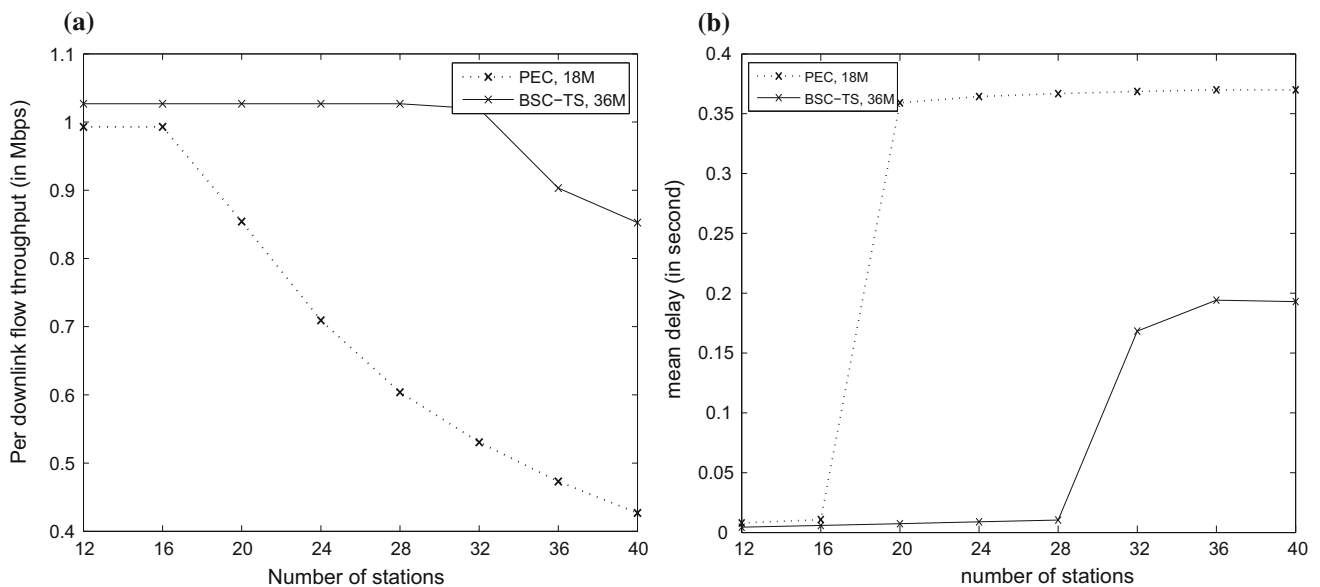 (a)
1.1
1
0.9
0.8
0.7
0.6
0.5
0.4
12 16 20 24 28 32 36 40
Per downlink flow throughput (in Mbps)
Number of stations
PEC, 18M
BSC−TS, 36M
(b)
0.4
0.35
0.3
0.25
0.2
0.15
0.1
0.05
0
12 16 20 24 28 32 36 40
mean delay (in second)
number of stations
PEC, 18M
BSC−TS, 36M